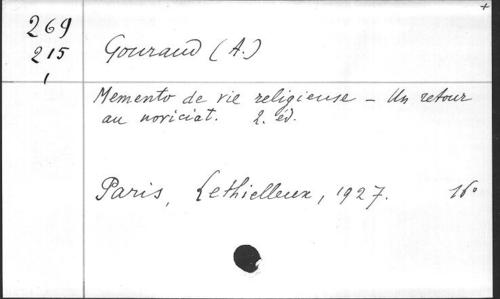 +
269
215
1
Gouraud (A.)
Memento de vie religieuse – Un retour
au noviciat. 2. éd.
Paris, Lethielleux, 1927. 16°